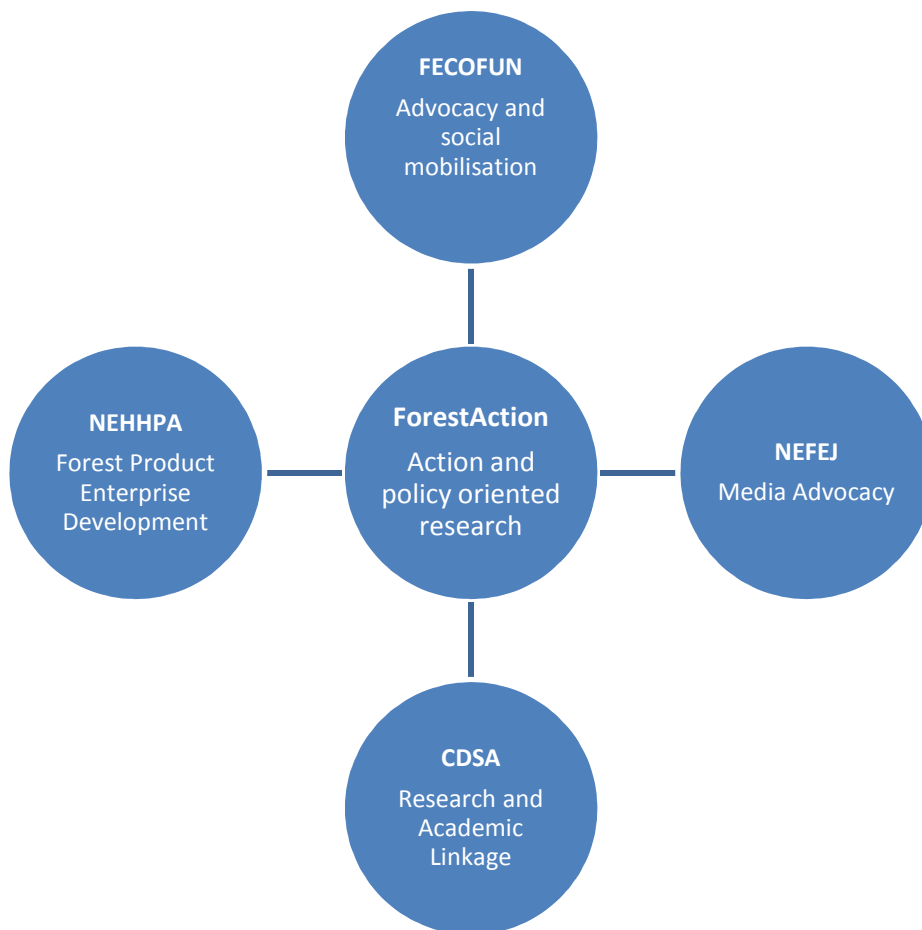 FECOFUN
Advocacy and
social
mobilisation
NEHHPA
Forest Product
Enterprise
Development
ForestAction
Action and
policy oriented
research
NEFEJ
Media Advocacy
CDSA
Research and
Academic
Linkage